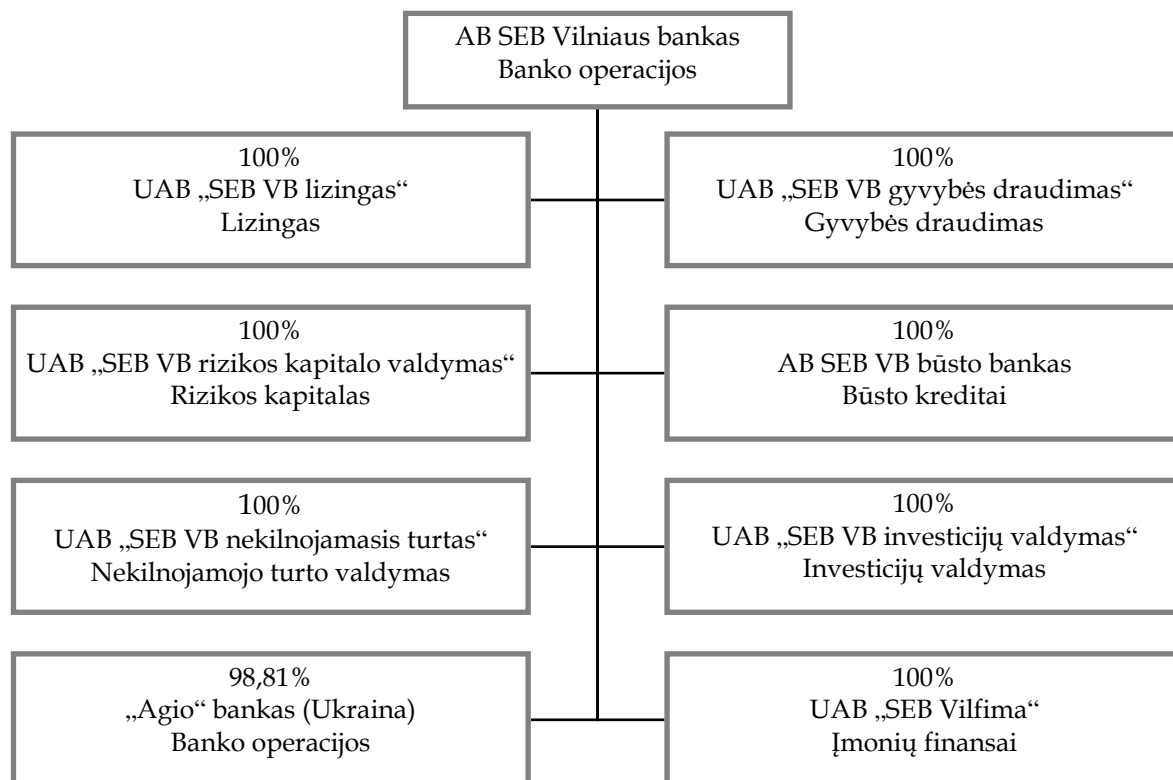 AB SEB Vilniaus bankas
Banko operacijos
100%
UAB „SEB VB lizingas“
Lizingas
100%
UAB „SEB VB gyvybės draudimas“
Gyvybės draudimas
100%
UAB „SEB VB rizikos kapitalo valdymas“
Rizikos kapitalas
100%
AB SEB VB būsto bankas
Būsto kreditai
100%
UAB „SEB VB nekilnojamasis turtas“
Nekilnojamojo turto valdymas
100%
UAB „SEB VB investicijų valdymas“
Investicijų valdymas
98,81%
„Agio“ bankas (Ukraina)
Banko operacijos
100%
UAB „SEB Vilfima“
Įmonių finansai